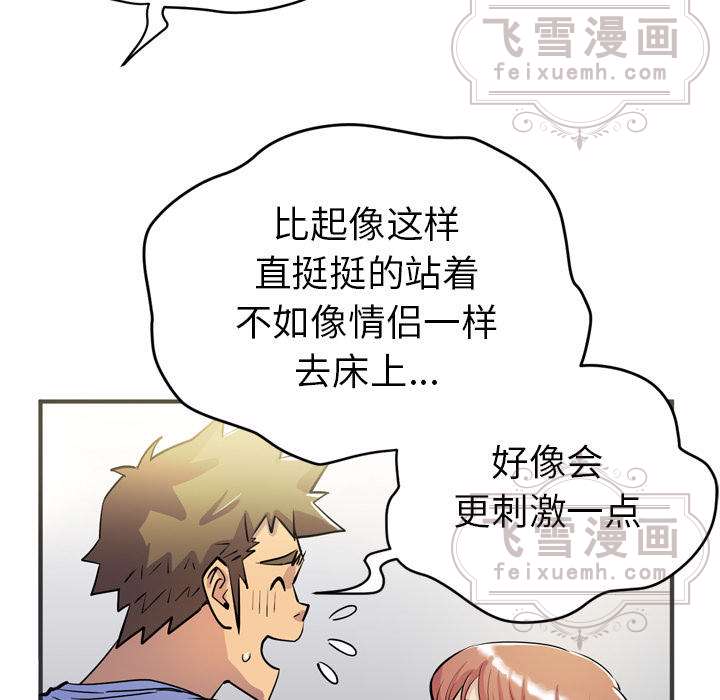 飞雪漫画
feixuemh.com
比起像这样
直挺挺的站着
不如像情侣一样
去床上...
好像会
更刺激一点
飞雪漫画
feixuemh.com